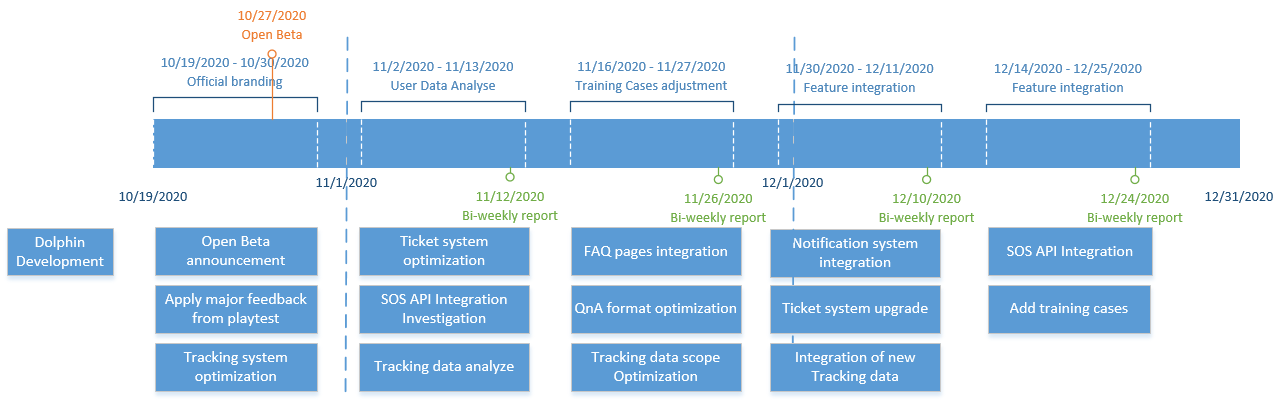 10/27/2020
Open Beta
10/19/2020 - 10/30/2020
Official branding
11/2/2020 - 11/13/2020
User Data Analyse
11/16/2020 - 11/27/2020
Training Cases adjustment
11/30/2020 - 12/11/2020
Feature integration
12/14/2020 - 12/25/2020
Feature integration
10/19/2020
11/1/2020
11/12/2020
Bi-weekly report
11/26/2020
Bi-weekly report
12/1/2020
12/10/2020
Bi-weekly report
12/24/2020
Bi-weekly report
12/31/2020
Dolphin
Development
Open Beta
announcement
Ticket system
optimization
FAQ pages integration
Notification system
integration
SOS API Integration
Apply major feedback
from playtest
SOS API Integration
Investigation
QnA format optimization
Ticket system upgrade
Add training cases
Tracking system
optimization
Tracking data analyze
Tracking data scope
Optimization
Integration of new
Tracking data